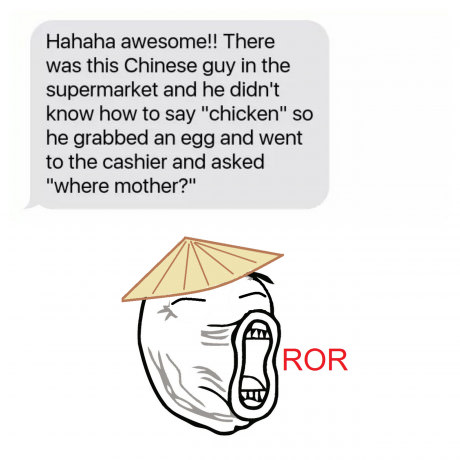 Hahaha awesome!! There
was this Chinese guy in the
supermarket and he didn't
know how to say "chicken" so
he grabbed an egg and went
to the cashier and asked
"where mother?"
ROR